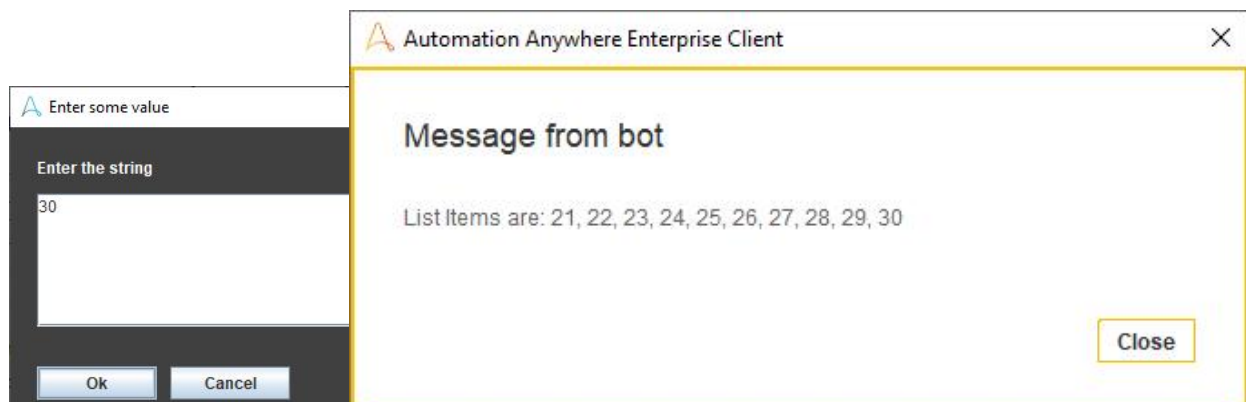 Enter some value
Enter the string
30
Ok
Cancel
Automation Anywhere Enterprise Client
Message from bot
List Items are: 21, 22, 23, 24, 25, 26, 27, 28, 29, 30
Close